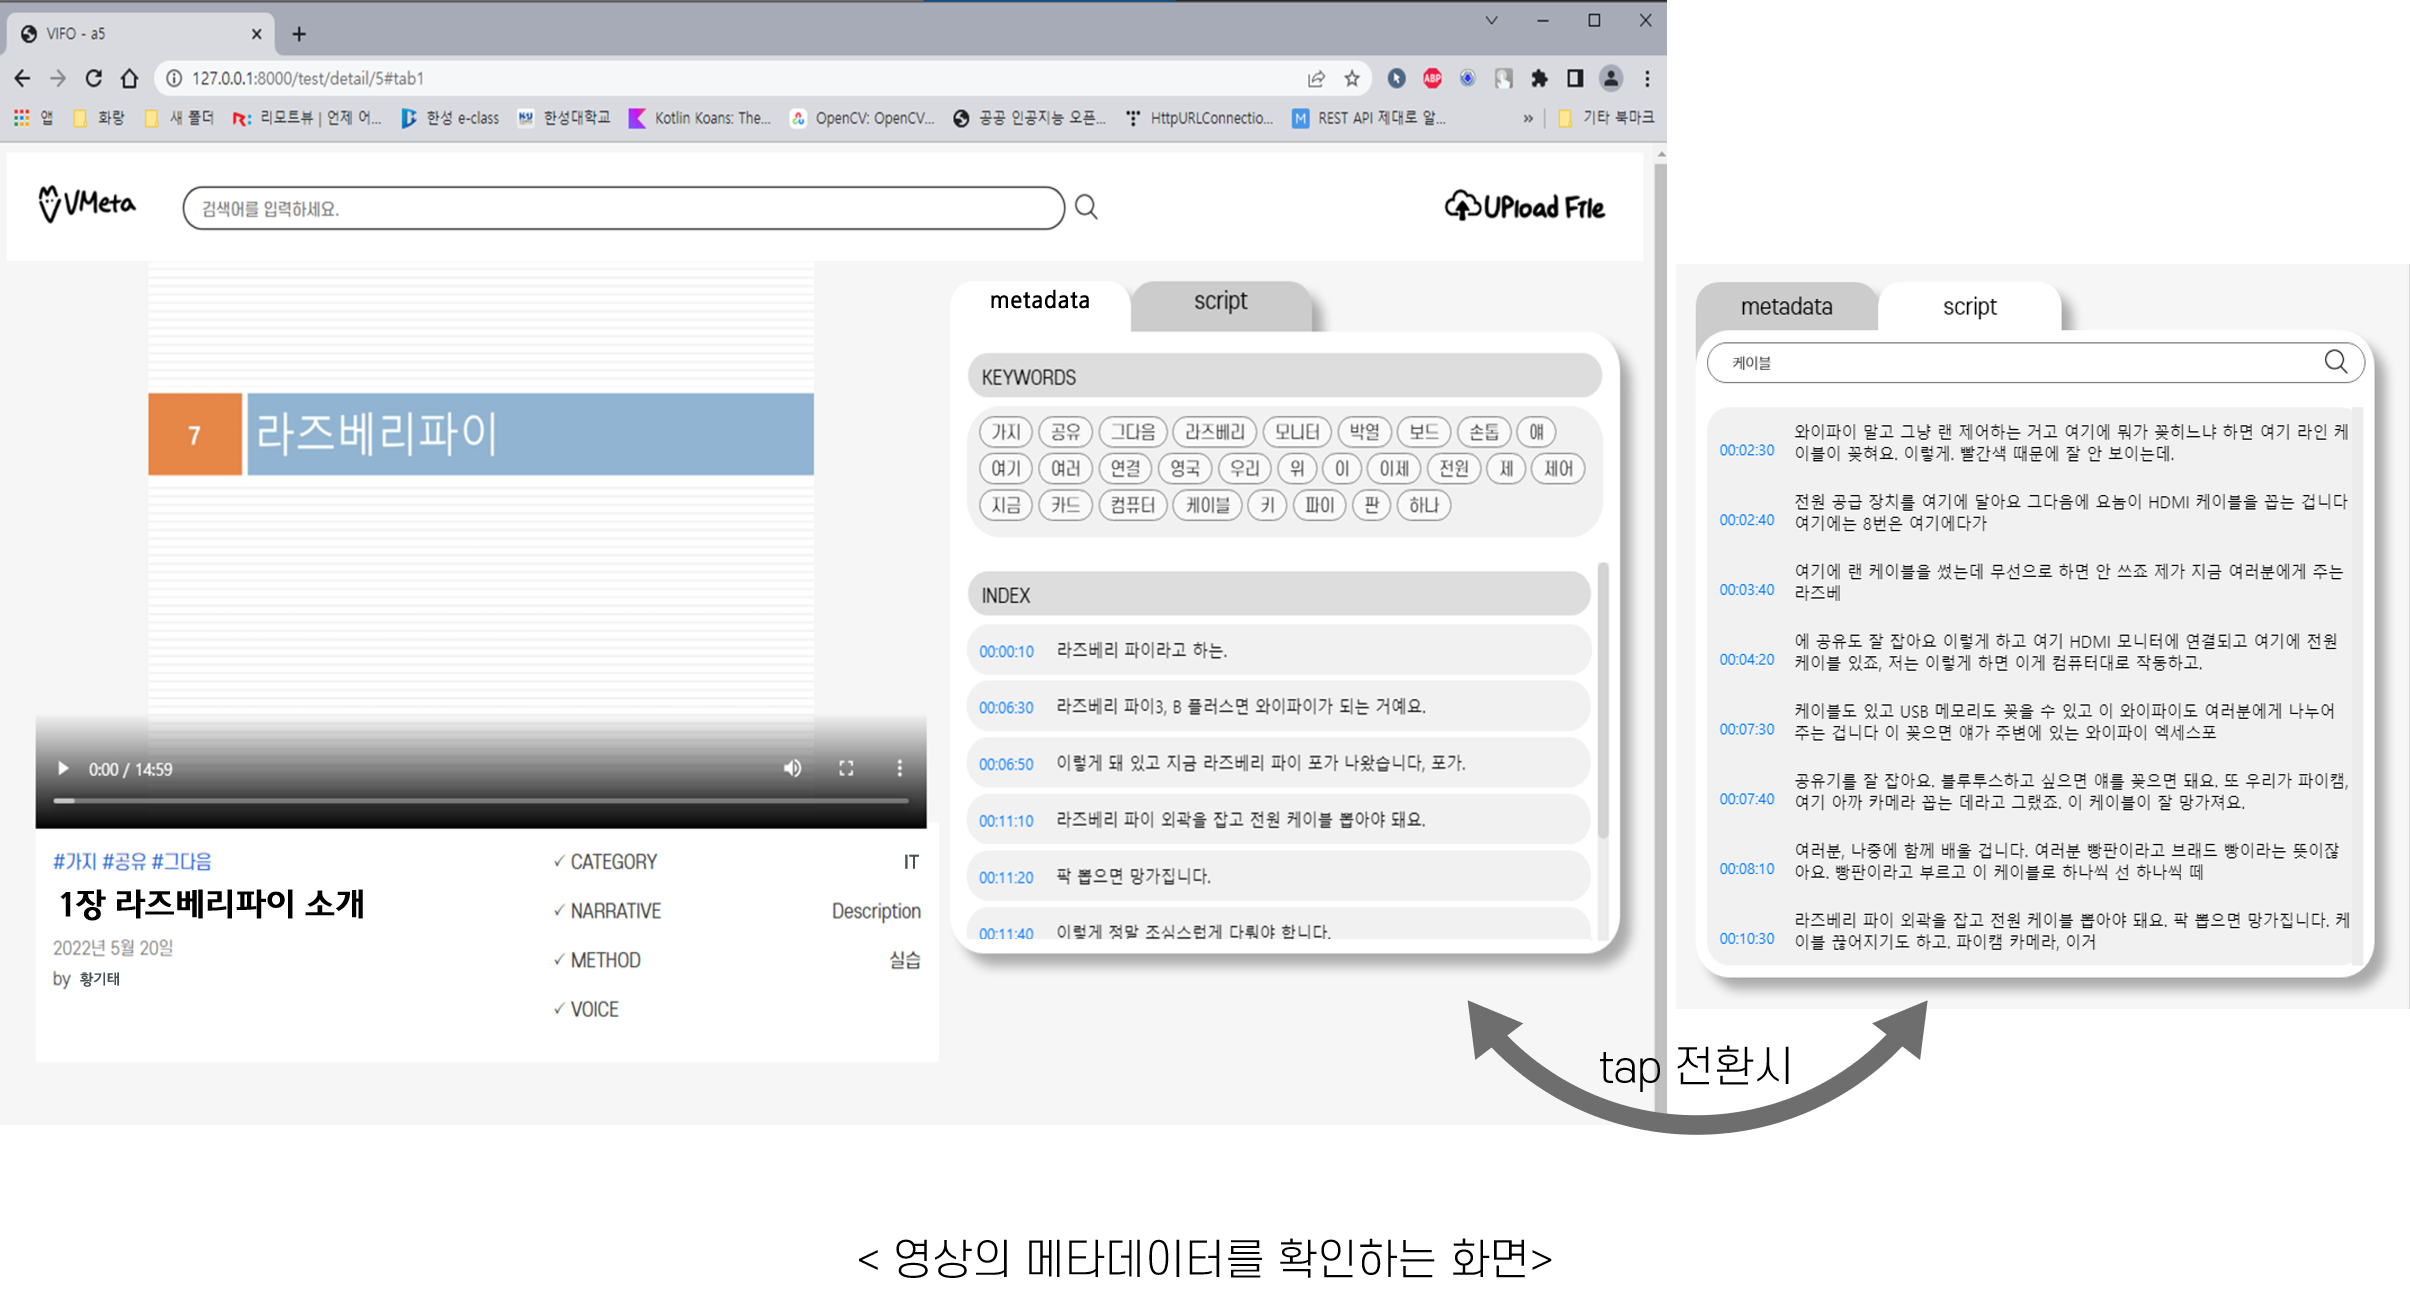 VIFO - a5
127.0.0.1:8000/test/detail/5#tab1
ABP
앱 화랑 새 폴더 리모트뷰 | 언제 어... 한성 e-class 한성대학교 Kotlin Koans: The... OpenCV: OpenCV... 공공 인공지능 오픈... HttpURLConnectio... REST API 제대로 알... » 기타 북마크
VMeta
검색어를 입력하세요.
UPload File
7
라즈베리파이
0:00 / 14:59
#가지 #공유 #그다음
1장 라즈베리파이 소개
2022년 5월 20일
by 황기태
✓ CATEGORY IT
✓ NARRATIVE Description
✓ METHOD 실습
✓ VOICE
metadata script
KEYWORDS
가지 공유 그다음 라즈베리 모니터 박열 보드 손톱 얘
여기 여러 연결 영국 우리 위 이 이제 전원 제 제어
지금 카드 컴퓨터 케이블 키 파이 판 하나
INDEX
00:00:10 라즈베리 파이라고 하는.
00:06:30 라즈베리 파이3, B 플러스면 와이파이가 되는 거예요.
00:06:50 이렇게 돼 있고 지금 라즈베리 파이 포가 나왔습니다, 포가.
00:11:10 라즈베리 파이 외곽을 잡고 전원 케이블 뽑아야 돼요.
00:11:20 팍 뽑으면 망가집니다.
00:11:40 이렇게 정말 조심스럽게 다뤄야 합니다.
metadata script
케이블
00:02:30 와이파이 말고 그냥 랜 제어하는 거고 여기에 뭐가 꽂히느냐 하면 여기 라인 케
이블이 꽂혀요. 이렇게. 빨간색 때문에 잘 안 보이는데.
00:02:40 전원 공급 장치를 여기에 달아요 그다음에 요놈이 HDMI 케이블을 꼽는 겁니다
여기에는 8번은 여기에다가
00:03:40 여기에 랜 케이블을 썼는데 무선으로 하면 안 쓰죠 제가 지금 여러분에게 주는
라즈베
00:04:20 에 공유도 잘 잡아요 이렇게 하고 여기 HDMI 모니터에 연결되고 여기에 전원
케이블 있죠, 저는 이렇게 하면 이게 컴퓨터대로 작동하고.
00:07:30 케이블도 있고 USB 메모리도 꽂을 수 있고 이 와이파이도 여러분에게 나누어
주는 겁니다 이 꽂으면 얘가 주변에 있는 와이파이 엑세스포
00:07:40 공유기를 잘 잡아요. 블루투스하고 싶으면 얘를 꽂으면 돼요. 또 우리가 파이캠,
여기 아까 카메라 꼽는 데라고 그랬죠. 이 케이블이 잘 망가져요.
00:08:10 여러분, 나중에 함께 배울 겁니다. 여러분 빵판이라고 브래드 빵이라는 뜻이잖
아요. 빵판이라고 부르고 이 케이블로 하나씩 선 하나씩 떼
00:10:30 라즈베리 파이 외곽을 잡고 전원 케이블 뽑아야 돼요. 팍 뽑으면 망가집니다. 케
이블 끊어지기도 하고. 파이캠 카메라, 이거
tap 전환시
< 영상의 메타데이터를 확인하는 화면>